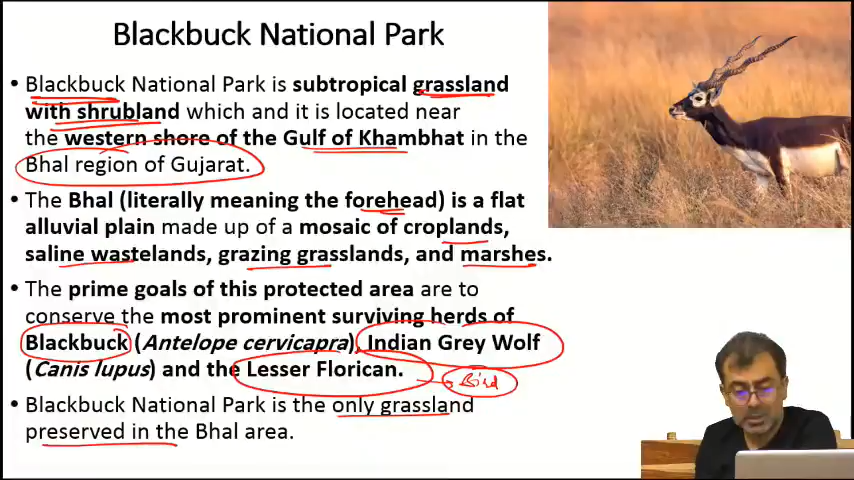 Blackbuck National Park
• Blackbuck National Park is subtropical grassland
with shrubland which and it is located near
the western shore of the Gulf of Khambhat in the
Bhal region of Gujarat.
• The Bhal (literally meaning the forehead) is a flat
alluvial plain made up of a mosaic of croplands,
saline wastelands, grazing grasslands, and marshes.
• The prime goals of this protected area are to
conserve the most prominent surviving herds of
Blackbuck (Antelope cervicapra), Indian Grey Wolf
(Canis lupus) and the Lesser Florican.
Bird
• Blackbuck National Park is the only grassland
preserved in the Bhal area.